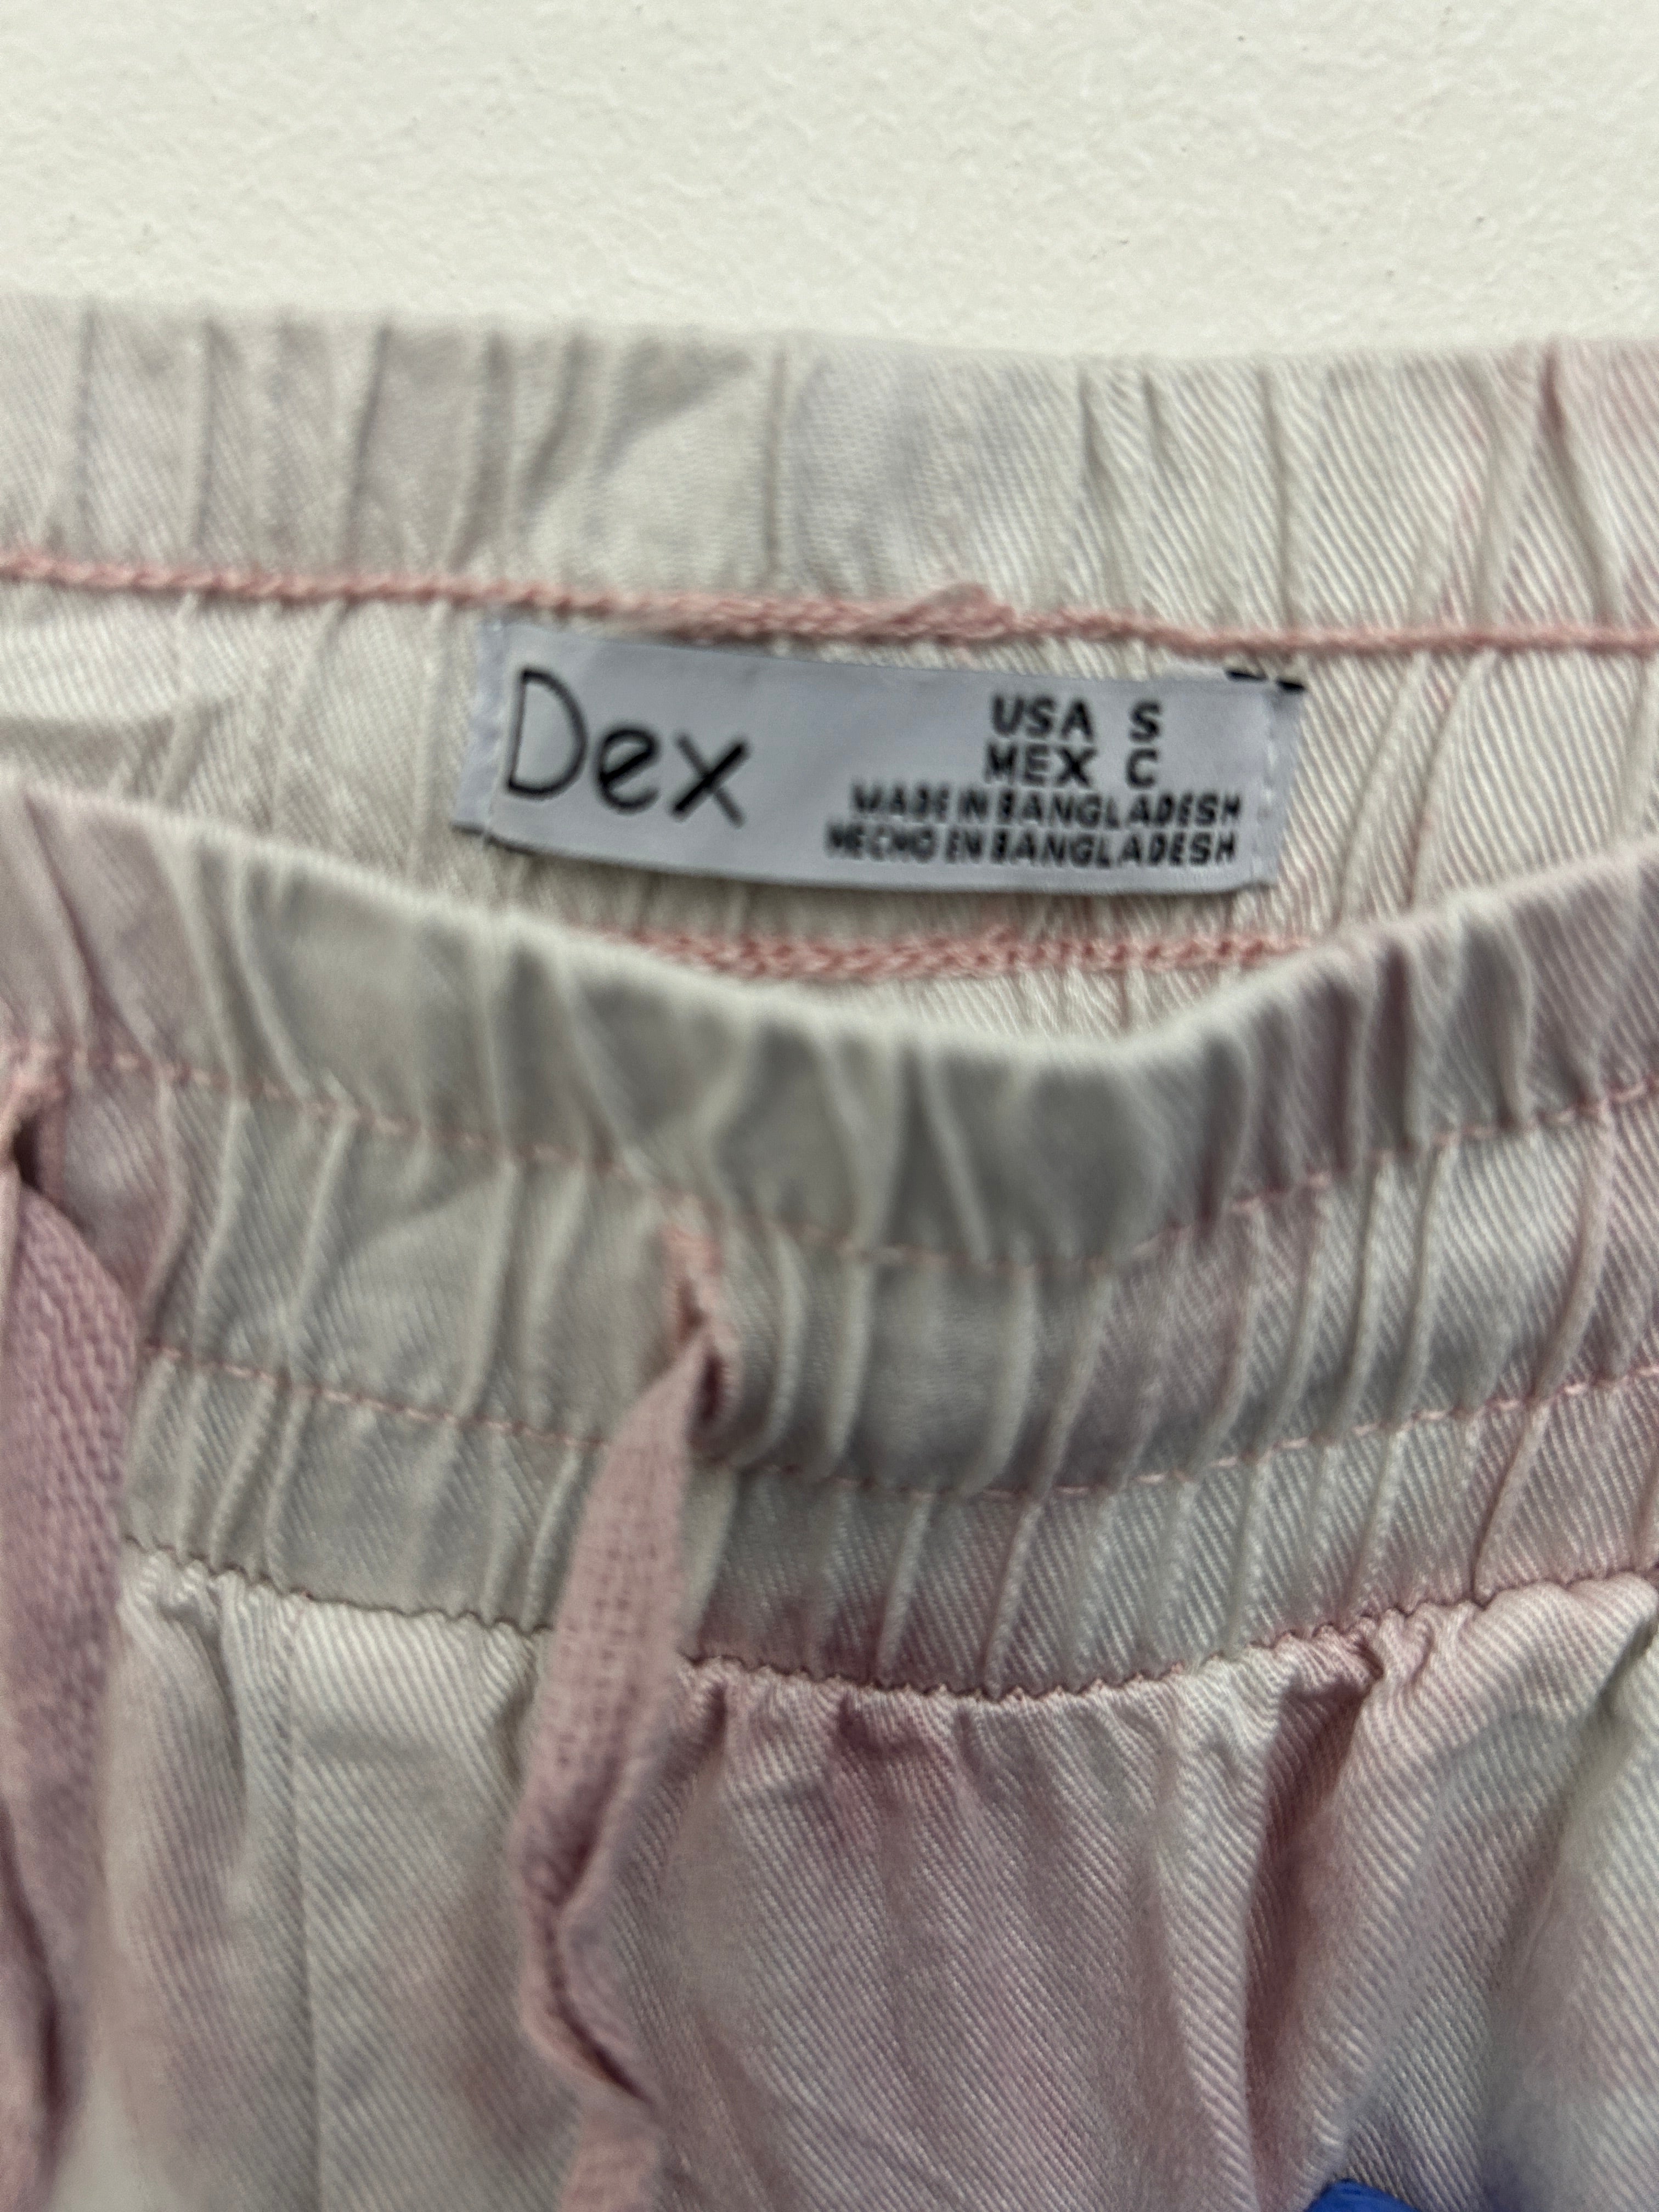 Dex
USA S
MEX C
MADE IN BANGLADESH
HECHO EN BANGLADESH